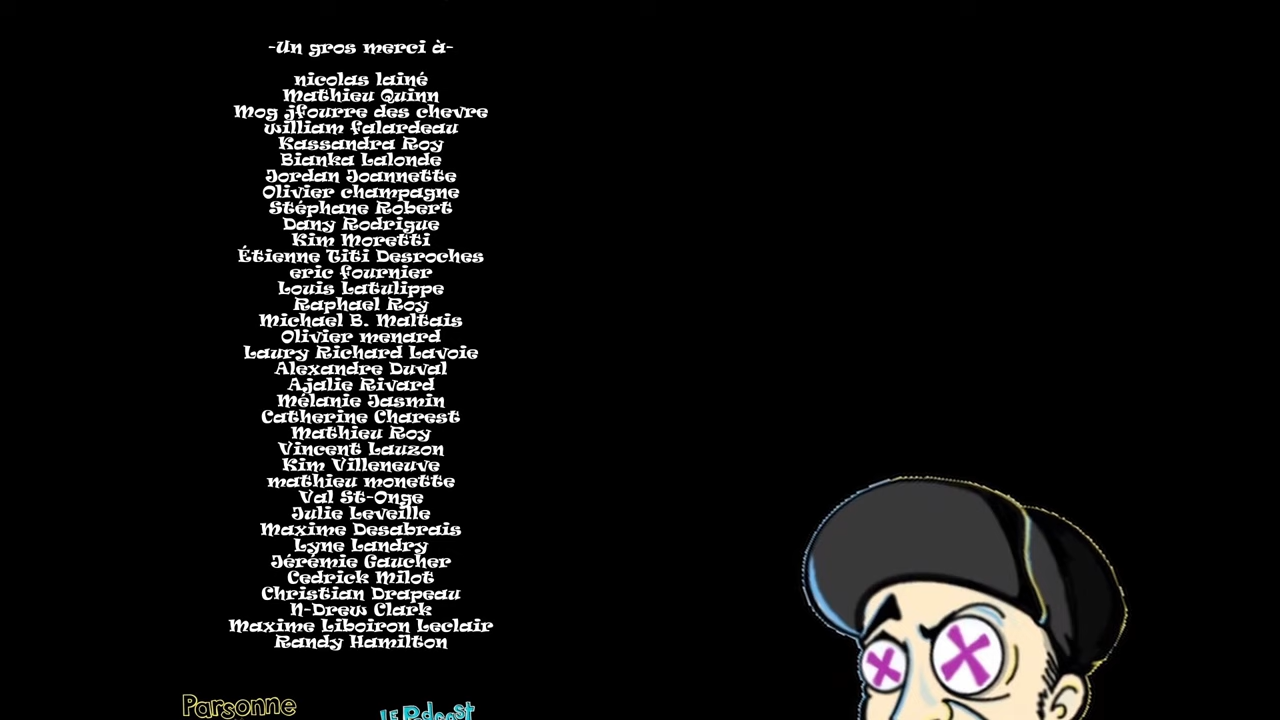 -Un gros merci à-
nicolas lainé
Mathieu Quinn
Mog jfourre des chevre
william falardeau
Kassandra Roy
Bianka Lalonde
Jordan Joannette
Olivier champagne
Stéphane Robert
Dany Rodrigue
Kim Moretti
Étienne Titi Desroches
eric fournier
Louis Latulippe
Raphael Roy
Michael B. Maltais
Olivier menard
Laury Richard Lavoie
Alexandre Duval
Ajalie Rivard
Mélanie Jasmin
Catherine Charest
Mathieu Roy
Vincent Lauzon
Kim Villeneuve
mathieu monette
Val St-Onge
Julie Leveille
Maxime Desabrais
Lyne Landry
Jérémie Gaucher
Cedrick Milot
Christian Drapeau
N-Drew Clark
Maxime Liboiron Leclair
Randy Hamilton
Parsonne